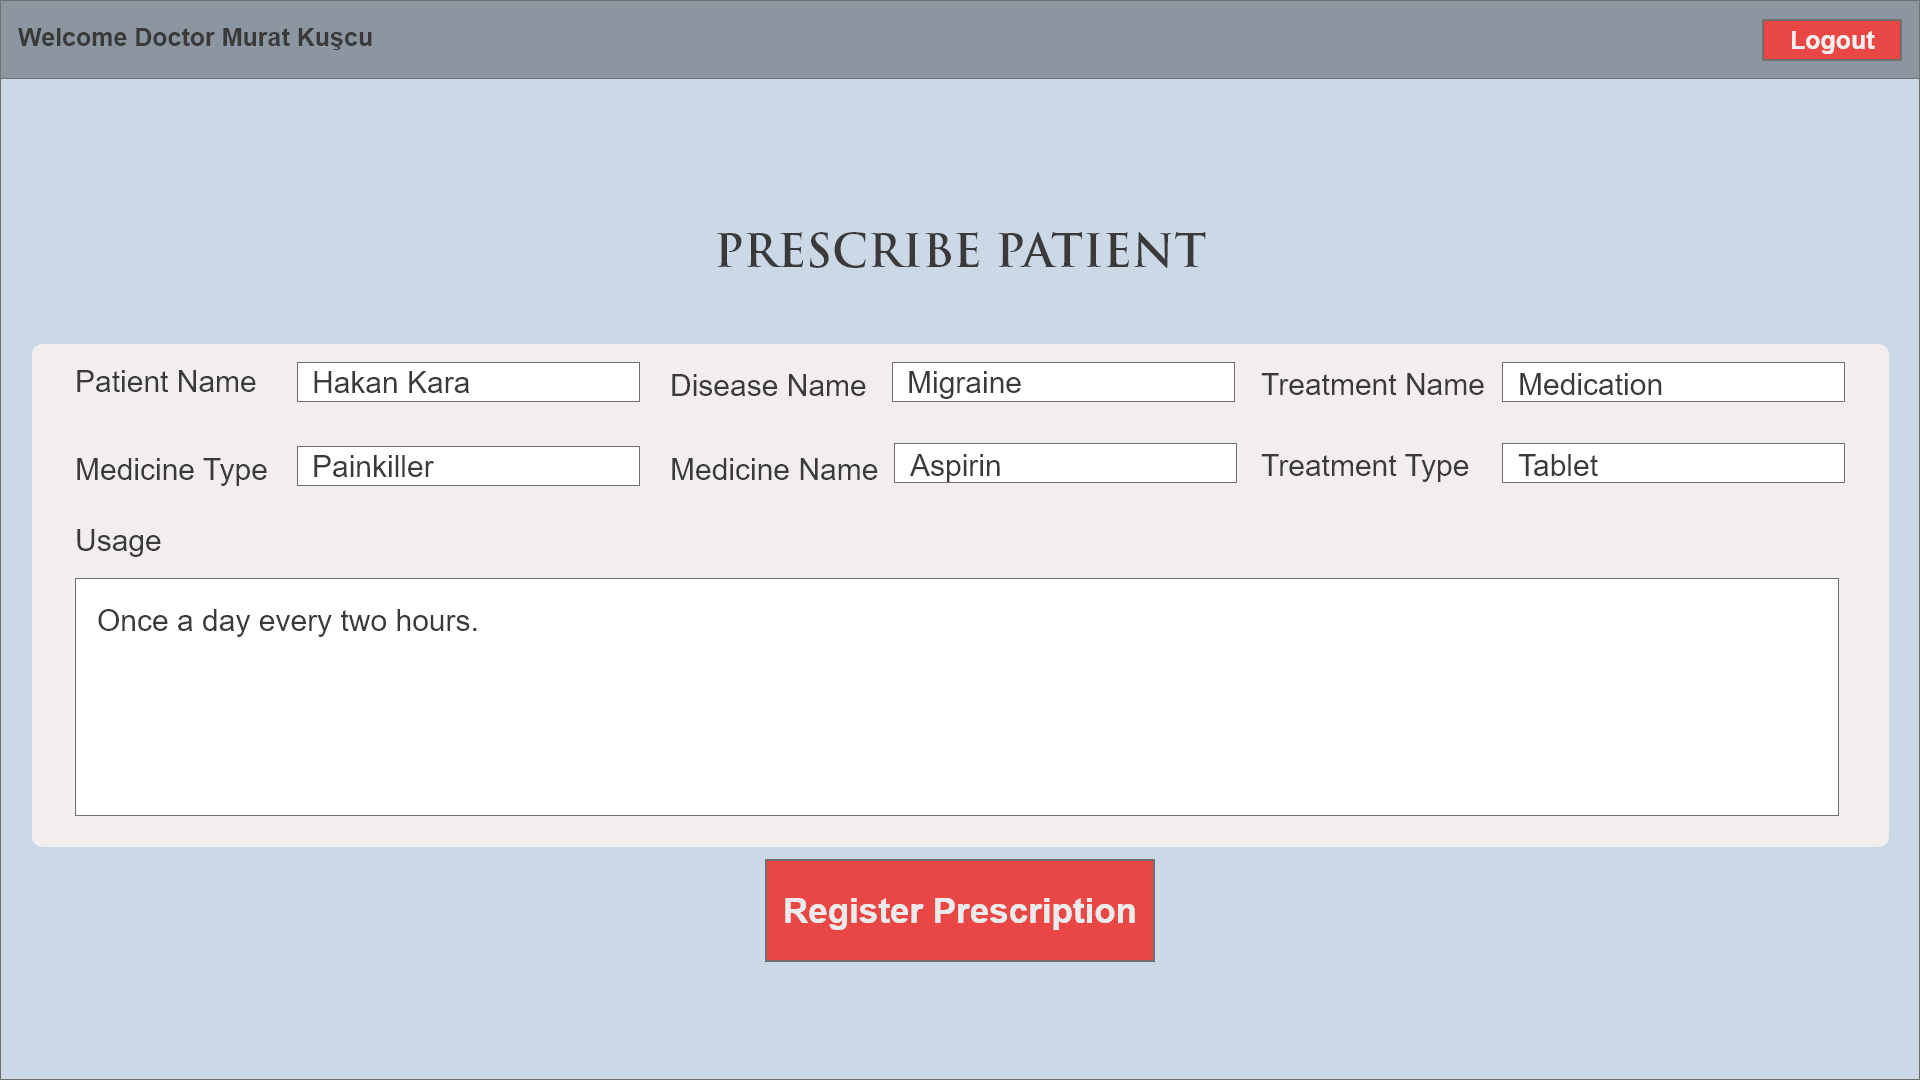 Welcome Doctor Murat Kuşcu
Logout
PRESCRIBE PATIENT
Patient Name Hakan Kara Disease Name Migraine Treatment Name Medication
Medicine Type Painkiller Medicine Name Aspirin Treatment Type Tablet
Usage
Once a day every two hours.
Register Prescription